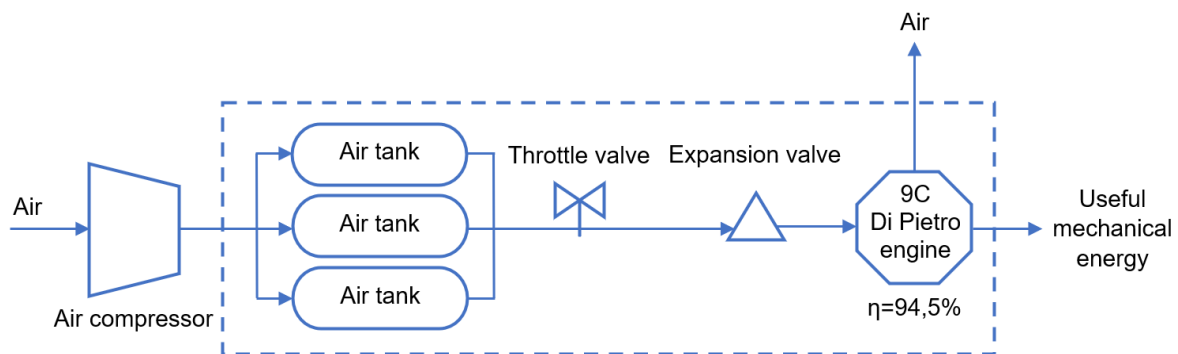 Air
Air compressor
Air tank
Air tank
Air tank
Throttle valve
Expansion valve
Air
9C
Di Pietro
engine
η=94,5%
Useful
mechanical
energy